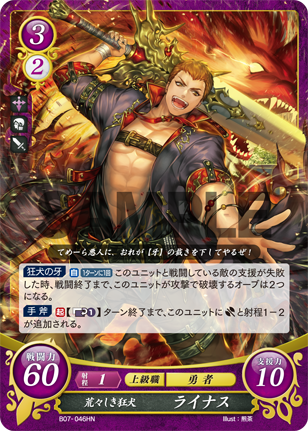 3
2
SAMPLE
てめーら悪人に、おれが【牙】の裁きを下してやるぜ!
狂犬の牙 自 1ターンに1回 このユニットと戦闘している敵の支援が失敗
した時、戦闘終了まで、このユニットが攻撃で破壊するオーブは2つ
になる。
手斧 起 【 1】ターン終了まで、このユニットに と射程1-2
が追加される。
戦闘力
60
射程 1 上級職 勇者
支援力
10
荒々しき狂犬 ライナス
B07-046HN
Illust:煎茶